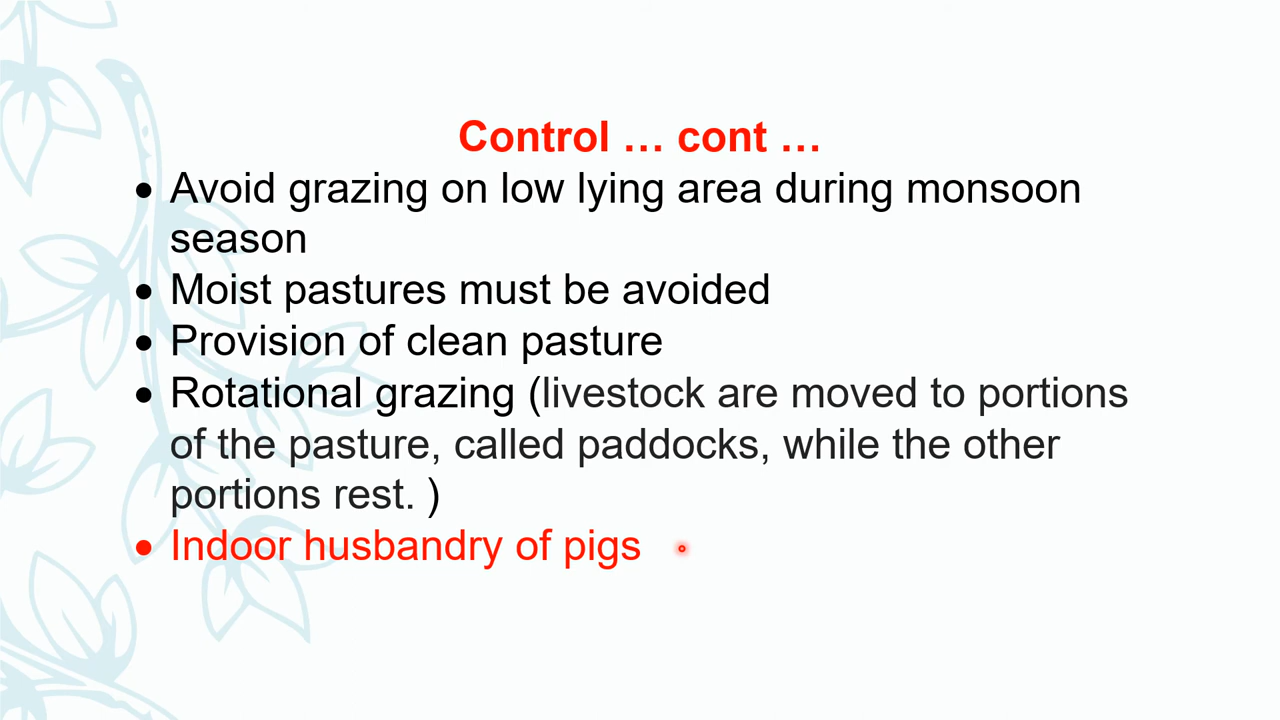 Control … cont …
• Avoid grazing on low lying area during monsoon
season
• Moist pastures must be avoided
• Provision of clean pasture
• Rotational grazing (livestock are moved to portions
of the pasture, called paddocks, while the other
portions rest. )
• Indoor husbandry of pigs